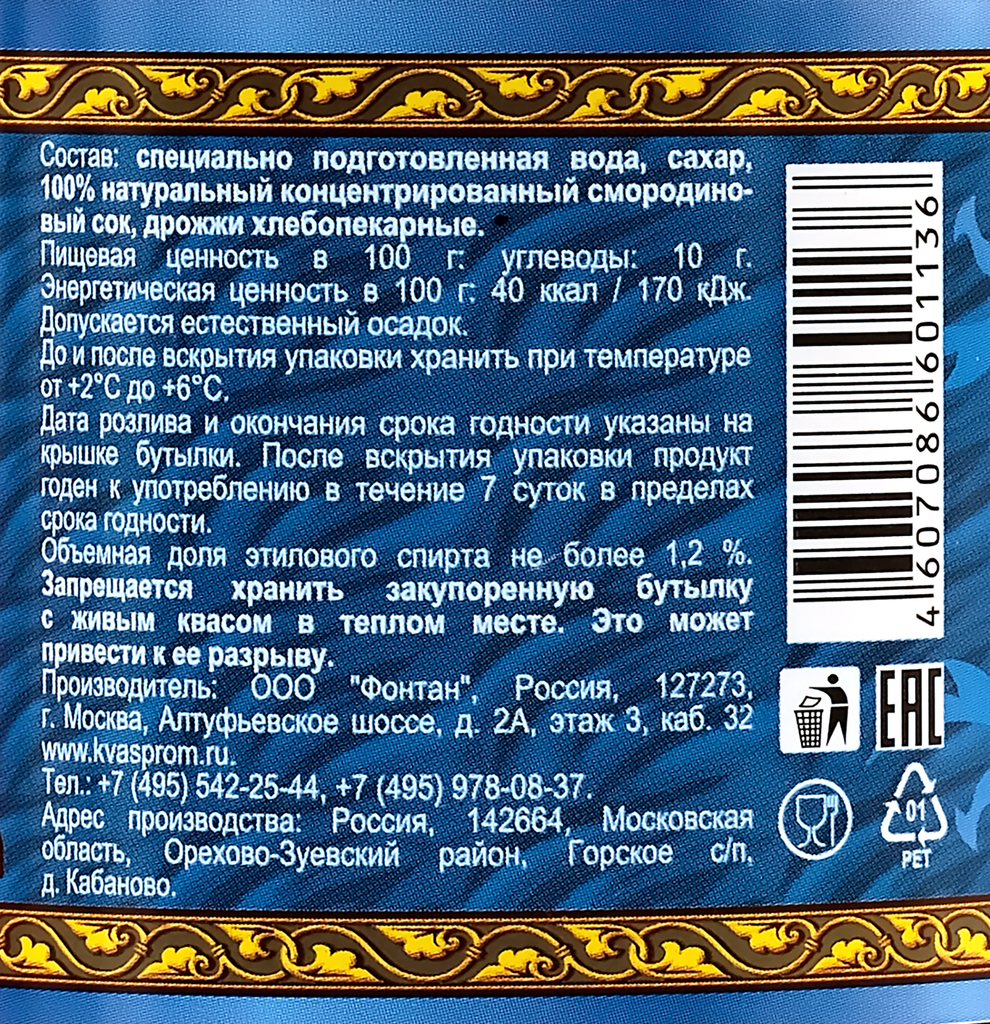 Состав: специально подготовленная вода, сахар,
100% натуральный концентрированный смородино-
вый сок, дрожжи хлебопекарные.
Пищевая ценность в 100 г: углеводы: 10 г.
Энергетическая ценность в 100 г: 40 ккал / 170 кДж.
Допускается естественный осадок.
До и после вскрытия упаковки хранить при температуре
от +2°С до +6°С.
Дата розлива и окончания срока годности указаны на
крышке бутылки. После вскрытия упаковки продукт
годен к употреблению в течение 7 суток в пределах
срока годности.
Объемная доля этилового спирта не более 1,2 %.
Запрещается хранить закупоренную бутылку
с живым квасом в теплом месте. Это может
привести к ее разрыву.
Производитель: ООО "Фонтан", Россия, 127273,
г. Москва, Алтуфьевское шоссе, д. 2А, этаж 3, каб. 32
www.kvasprom.ru.
Тел.: +7 (495) 542-25-44, +7 (495) 978-08-37.
Адрес производства: Россия, 142664, Московская
область, Орехово-Зуевский район, Горское с/п,
д. Кабаново.
4 607086 601136
EAC
01
PET